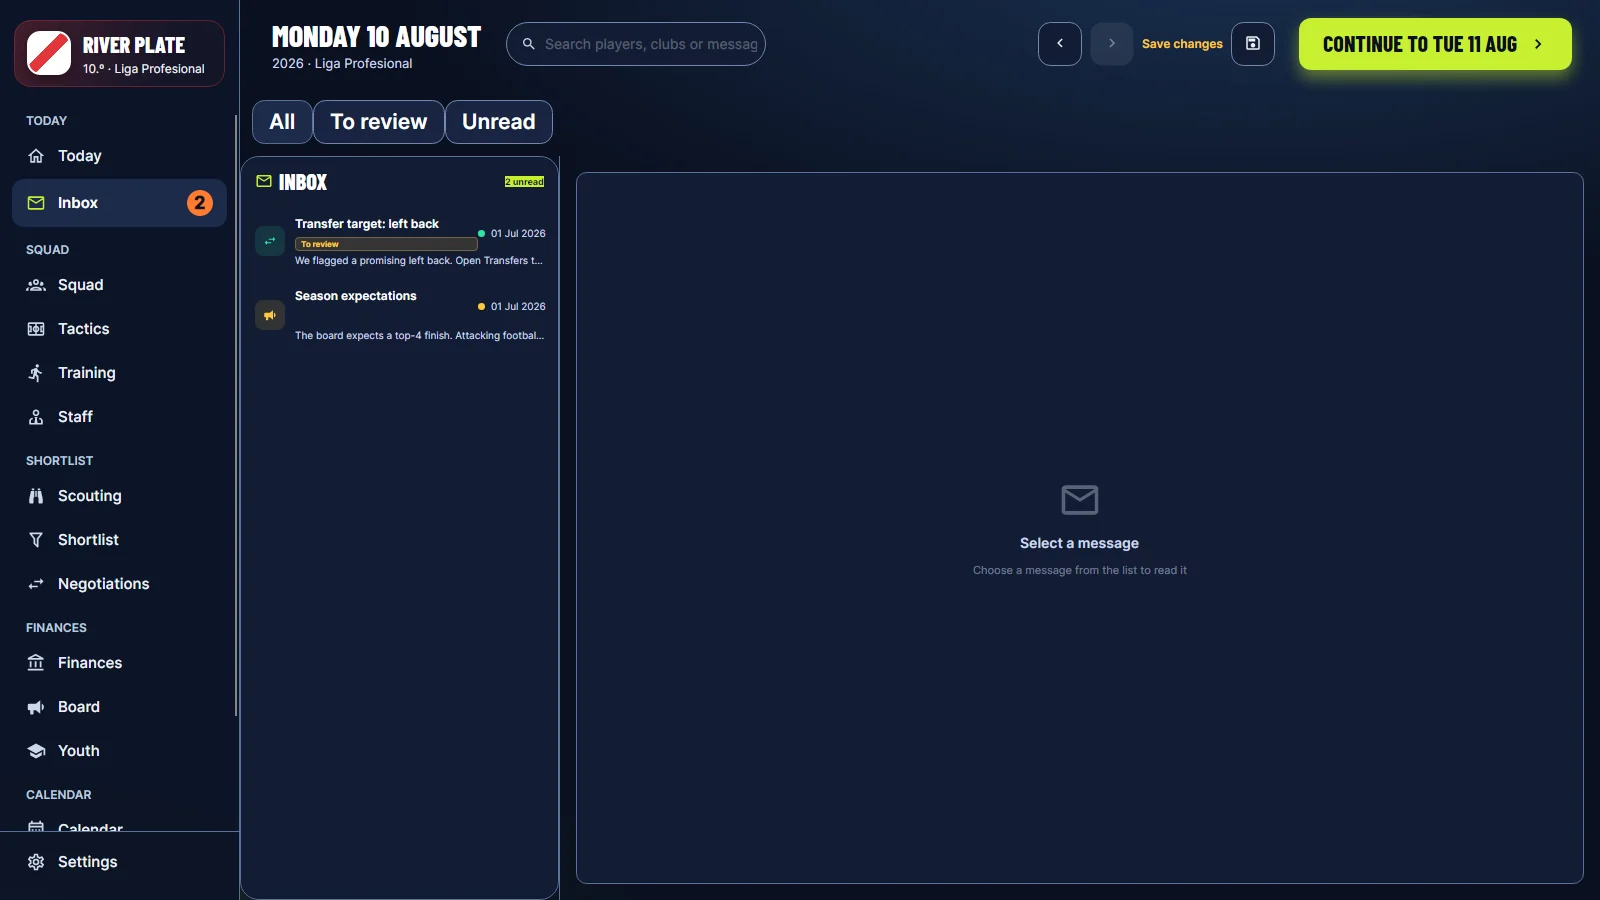 RIVER PLATE
10.º · Liga Profesional
TODAY
Today
Inbox
2
SQUAD
Squad
Tactics
Training
Staff
SHORTLIST
Scouting
Shortlist
Negotiations
FINANCES
Finances
Board
Youth
CALENDAR
Calendar
Settings
MONDAY 10 AUGUST
2026 · Liga Profesional
Search players, clubs or messag
Save changes
CONTINUE TO TUE 11 AUG
All
To review
Unread
INBOX
2 unread
Transfer target: left back
01 Jul 2026
To review
We flagged a promising left back. Open Transfers t...
Season expectations
01 Jul 2026
The board expects a top-4 finish. Attacking footbal...
Select a message
Choose a message from the list to read it